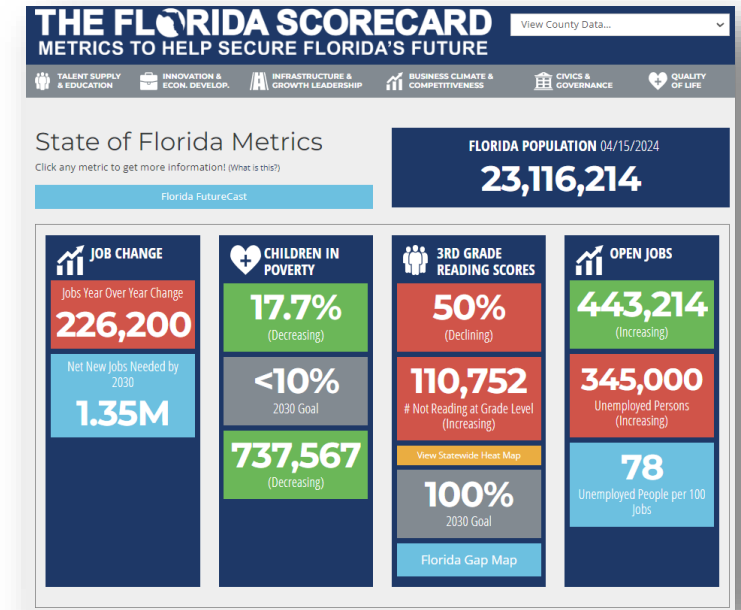 THE FLORIDA SCORECARD
METRICS TO HELP SECURE FLORIDA'S FUTURE
View County Data...
TALENT SUPPLY
& EDUCATION
INNOVATION &
ECON. DEVELOP.
INFRASTRUCTURE &
GROWTH LEADERSHIP
BUSINESS CLIMATE &
COMPETITIVENESS
CIVICS &
GOVERNANCE
QUALITY
OF LIFE
State of Florida Metrics
Click any metric to get more information! (What is this?)
Florida FutureCast
FLORIDA POPULATION 04/15/2024
23,116,214
JOB CHANGE
Jobs Year Over Year Change
226,200
Net New Jobs Needed by
2030
1.35M
CHILDREN IN
POVERTY
17.7%
(Decreasing)
<10%
2030 Goal
737,567
(Decreasing)
3RD GRADE
READING SCORES
50%
(Declining)
110,752
# Not Reading at Grade Level
(Increasing)
View Statewide Heat Map
100%
2030 Goal
Florida Gap Map
OPEN JOBS
443,214
(Increasing)
345,000
Unemployed Persons
(Increasing)
78
Unemployed People per 100
Jobs